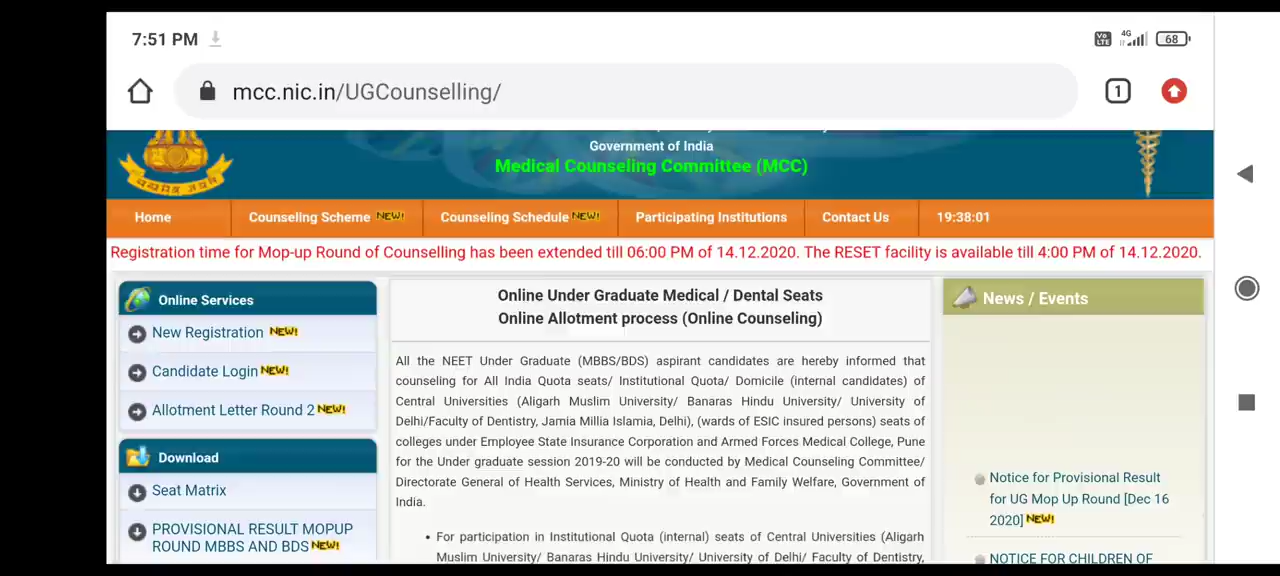 7:51 PM
Vo LTE 4G 68
mcc.nic.in/UGCounselling/
1
Government of India
Medical Counseling Committee (MCC)
सत्यमेव जयते
Home Counseling Scheme NEW! Counseling Schedule NEW! Participating Institutions Contact Us 19:38:01
Registration time for Mop-up Round of Counselling has been extended till 06:00 PM of 14.12.2020. The RESET facility is available till 4:00 PM of 14.12.2020.
Online Services
New Registration NEW!
Candidate Login NEW!
Allotment Letter Round 2 NEW!
Download
Seat Matrix
PROVISIONAL RESULT MOPUP
ROUND MBBS AND BDS NEW!
Online Under Graduate Medical / Dental Seats
Online Allotment process (Online Counseling)
All the NEET Under Graduate (MBBS/BDS) aspirant candidates are hereby informed that
counseling for All India Quota seats/ Institutional Quota/ Domicile (internal candidates) of
Central Universities (Aligarh Muslim University/ Banaras Hindu University/ University of
Delhi/Faculty of Dentistry, Jamia Millia Islamia, Delhi), (wards of ESIC insured persons) seats of
colleges under Employee State Insurance Corporation and Armed Forces Medical College, Pune
for the Under graduate session 2019-20 will be conducted by Medical Counseling Committee/
Directorate General of Health Services, Ministry of Health and Family Welfare, Government of
India.
• For participation in Institutional Quota (internal) seats of Central Universities (Aligarh
Muslim University/ Banaras Hindu University/ University of Delhi/ Faculty of Dentistry,
News / Events
Notice for Provisional Result
for UG Mop Up Round [Dec 16
2020] NEW!
NOTICE FOR CHILDREN OF